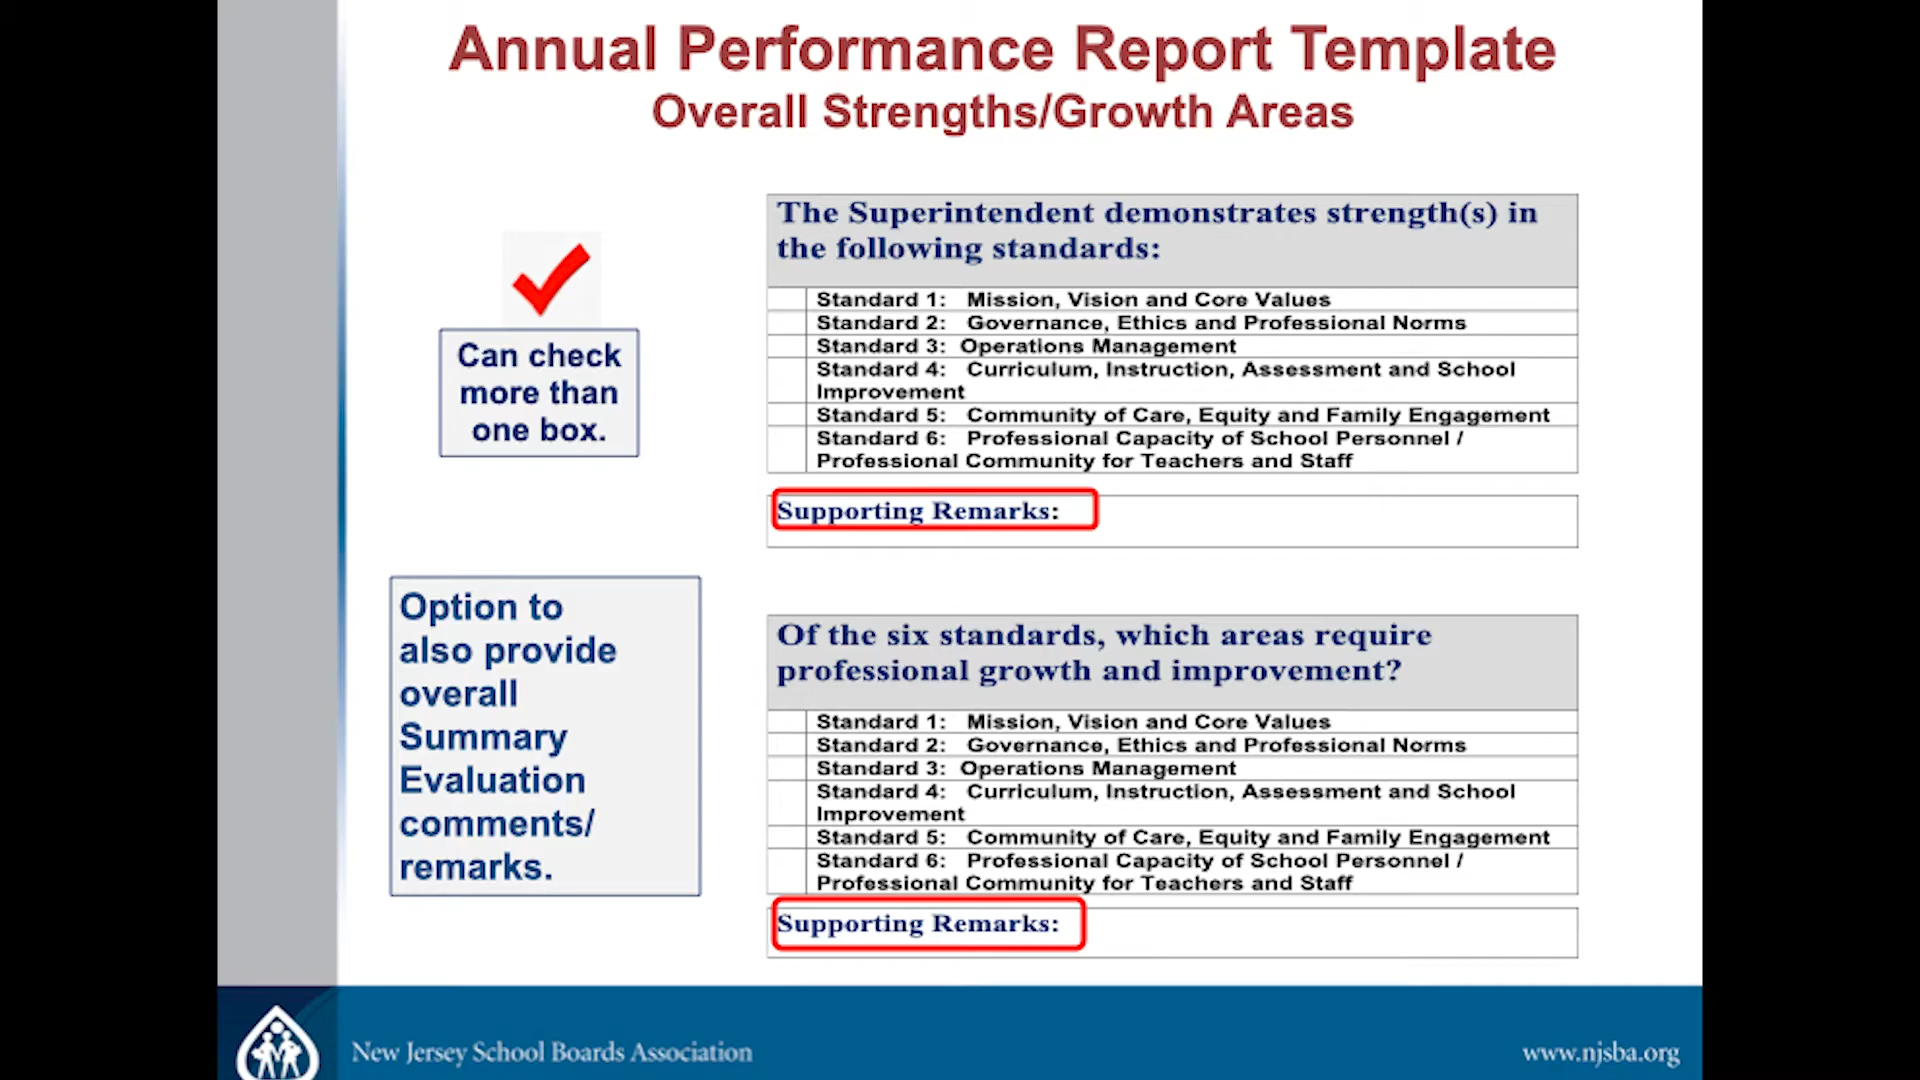 Annual Performance Report Template
Overall Strengths/Growth Areas
Can check
more than
one box.
The Superintendent demonstrates strength(s) in
the following standards:
Standard 1: Mission, Vision and Core Values
Standard 2: Governance, Ethics and Professional Norms
Standard 3: Operations Management
Standard 4: Curriculum, Instruction, Assessment and School
Improvement
Standard 5: Community of Care, Equity and Family Engagement
Standard 6: Professional Capacity of School Personnel /
Professional Community for Teachers and Staff
Supporting Remarks:
Option to
also provide
overall
Summary
Evaluation
comments/
remarks.
Of the six standards, which areas require
professional growth and improvement?
Standard 1: Mission, Vision and Core Values
Standard 2: Governance, Ethics and Professional Norms
Standard 3: Operations Management
Standard 4: Curriculum, Instruction, Assessment and School
Improvement
Standard 5: Community of Care, Equity and Family Engagement
Standard 6: Professional Capacity of School Personnel /
Professional Community for Teachers and Staff
Supporting Remarks:
New Jersey School Boards Association
www.njsba.org